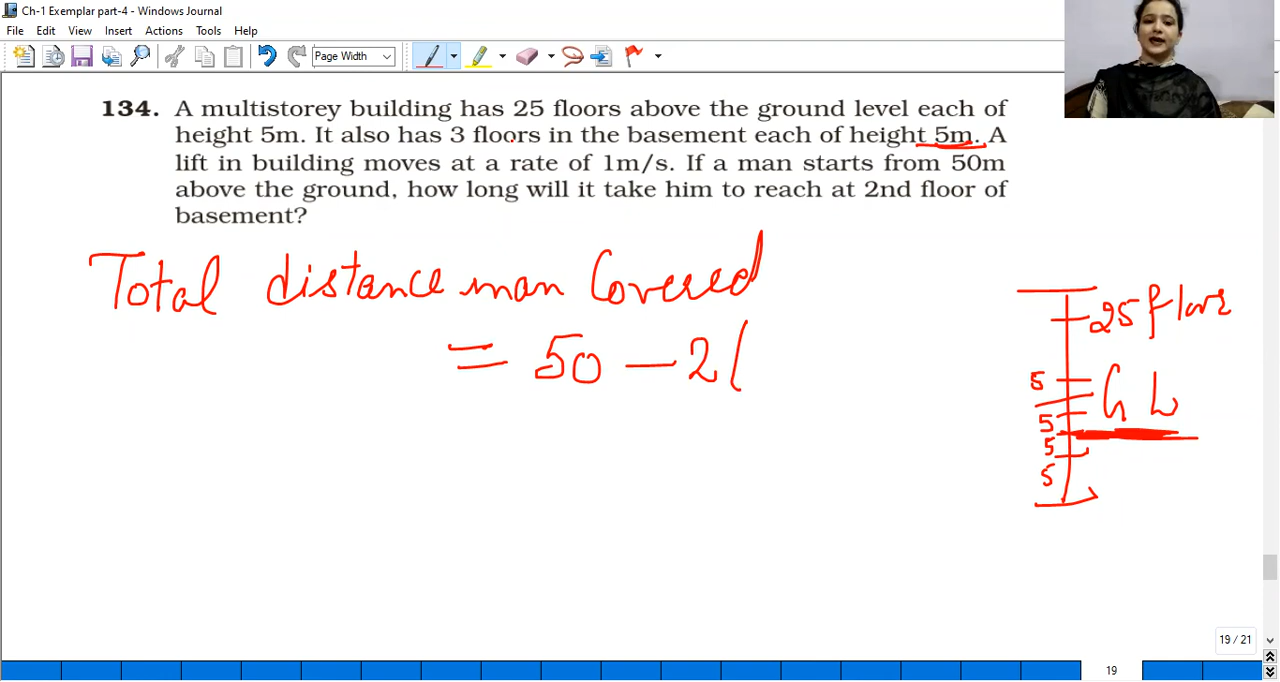 Ch-1 Exemplar part-4 - Windows Journal
File Edit View Insert Actions Tools Help
Page Width
134. A multistorey building has 25 floors above the ground level each of
height 5m. It also has 3 floors in the basement each of height 5m. A
lift in building moves at a rate of 1m/s. If a man starts from 50m
above the ground, how long will it take him to reach at 2nd floor of
basement?
Total distance man Covered
= 50 - 2(
25 floors
5
G L
5
5
5
19 / 21
19